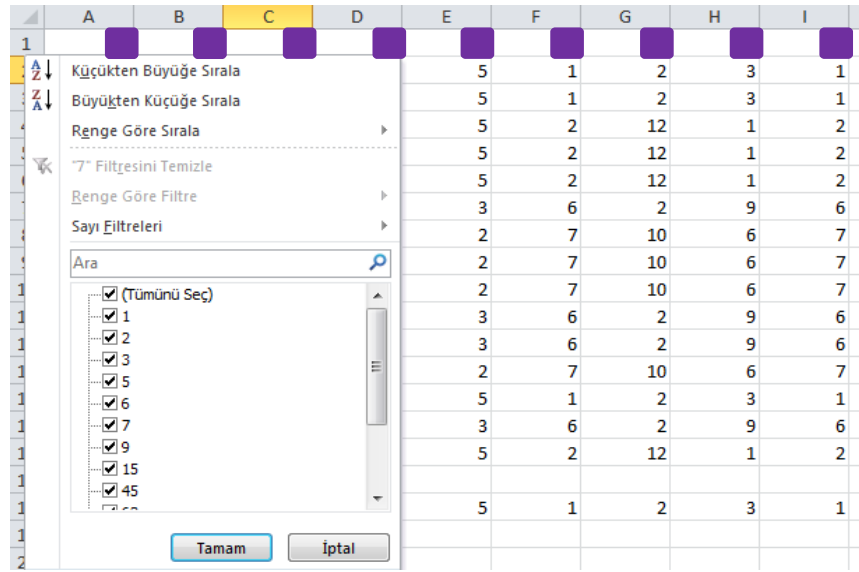 A B C D E F G H I
1
Küçükten Büyüğe Sırala 5 1 2 3 1
Büyükten Küçüğe Sırala 5 1 2 3 1
Renge Göre Sırala 5 2 12 1 2
"7" Filtresini Temizle 5 2 12 1 2
5 2 12 1 2
Renge Göre Filtre 3 6 2 9 6
Sayı Filtreleri 2 7 10 6 7
Ara 2 7 10 6 7
(Tümünü Seç) 2 7 10 6 7
1 3 6 2 9 6
2 3 6 2 9 6
3 2 7 10 6 7
5
6 5 1 2 3 1
7 3 6 2 9 6
9 5 2 12 1 2
15
45 5 1 2 3 1
Tamam İptal